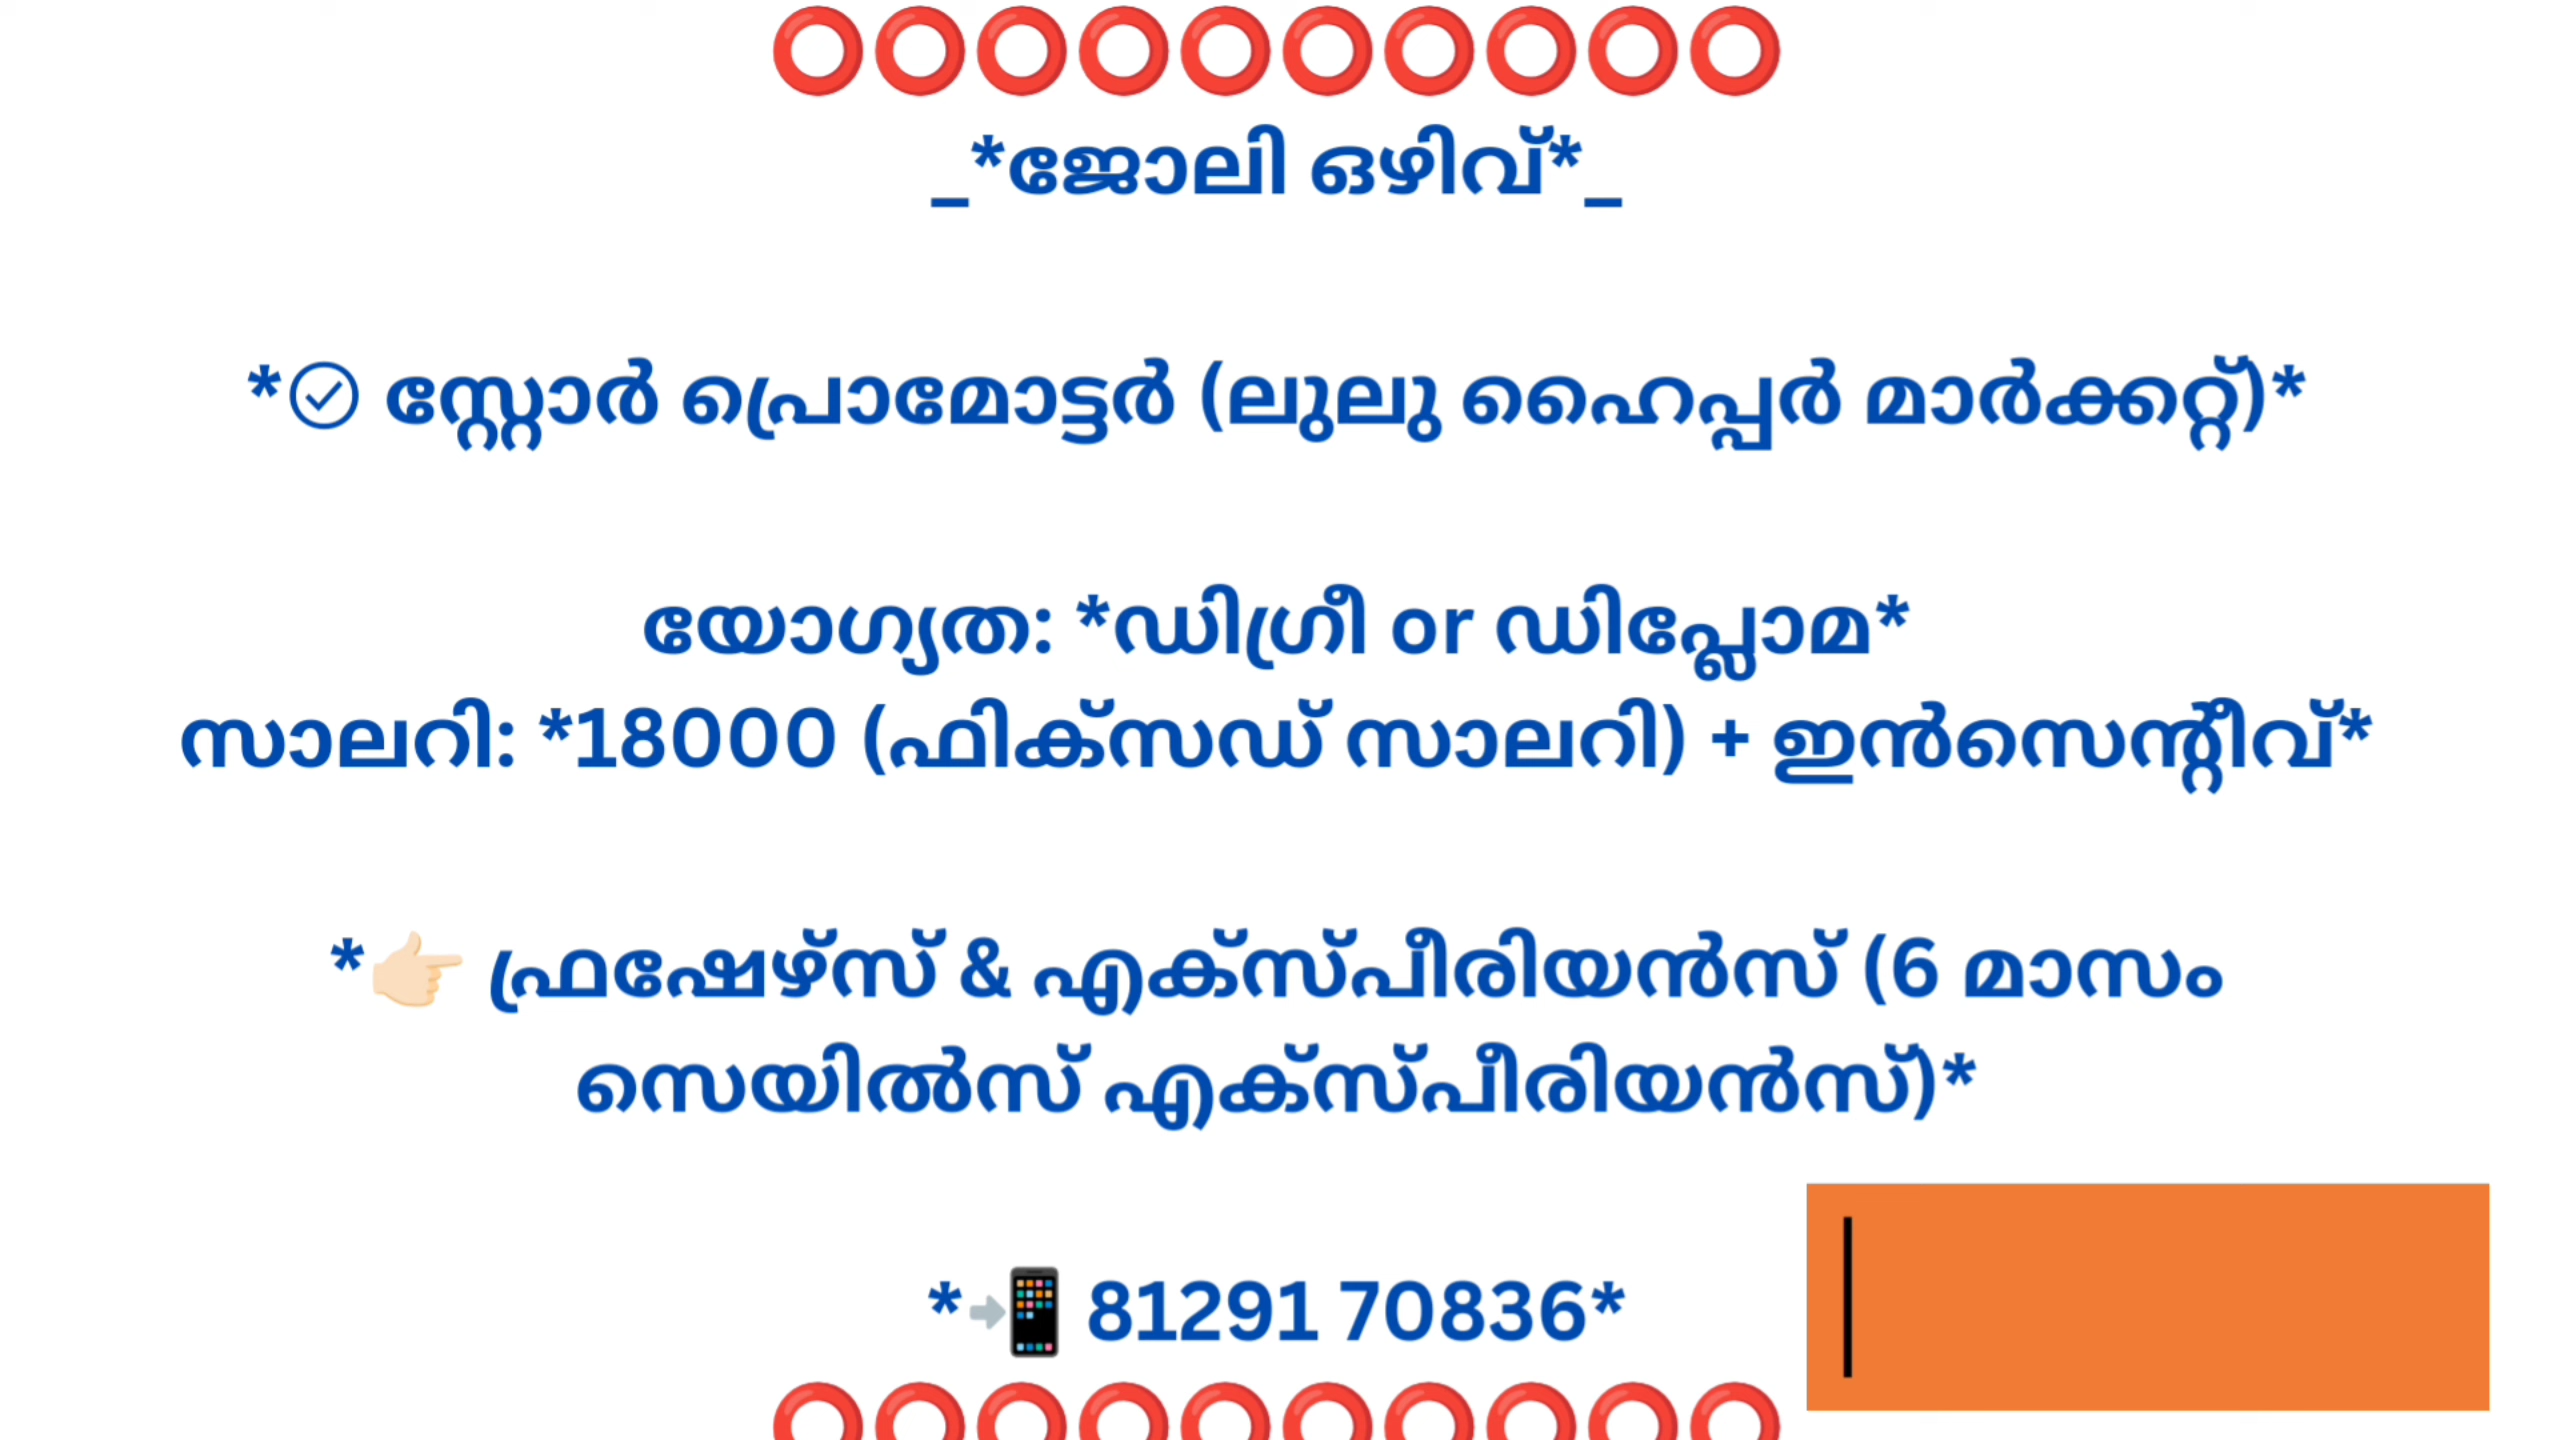 ⭕⭕⭕⭕⭕⭕⭕⭕⭕⭕
_*ജോലി ഒഴിവ്*_
*✅ സ്റ്റോർ പ്രൊമോട്ടർ (ലുലു ഹൈപ്പർ മാർക്കറ്റ്)*
യോഗ്യത: *ഡിഗ്രീ or ഡിപ്ലോമ*
സാലറി: *18000 (ഫിക്സഡ് സാലറി) + ഇൻസെന്റീവ്*
*👉🏻 ഫ്രഷേഴ്സ് & എക്സ്പീരിയൻസ് (6 മാസം
സെയിൽസ് എക്സ്പീരിയൻസ്)*
*📲 81291 70836*
⭕⭕⭕⭕⭕⭕⭕⭕⭕⭕